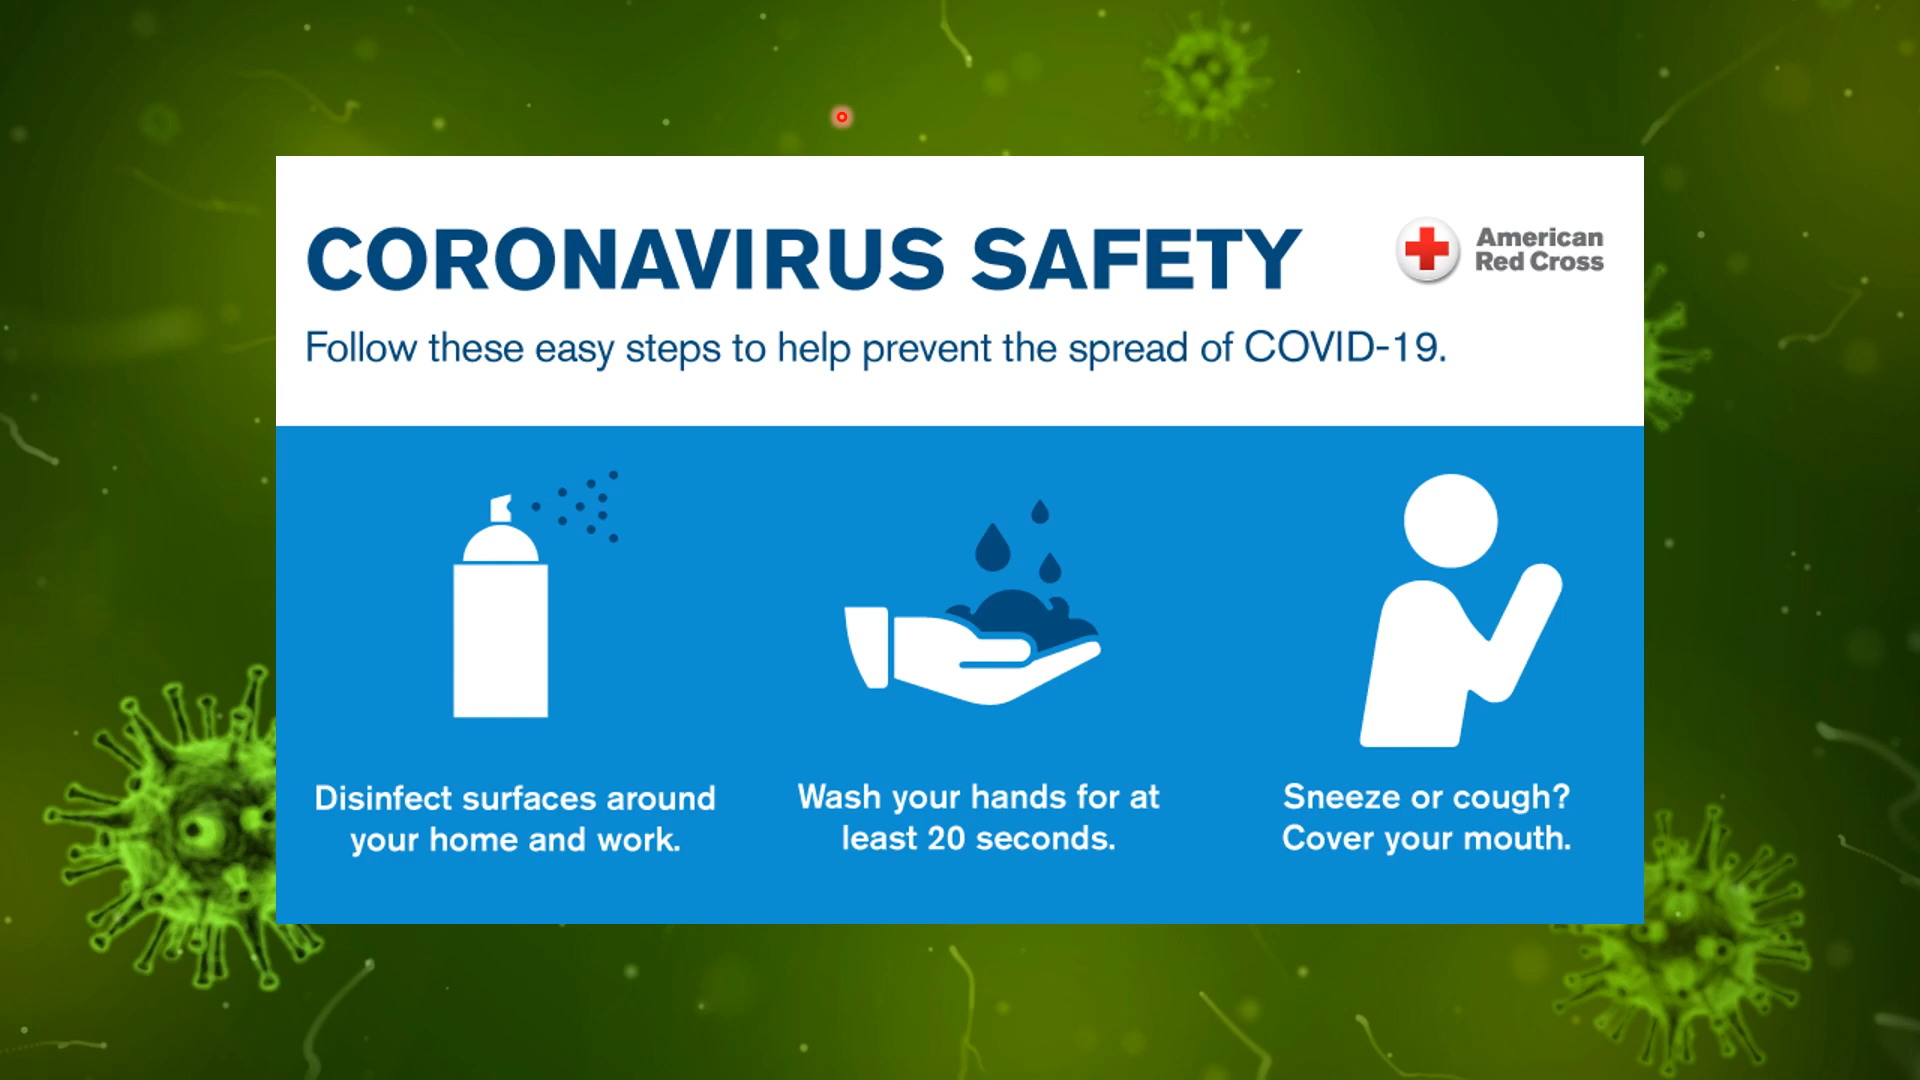 CORONAVIRUS SAFETY
American
Red Cross
Follow these easy steps to help prevent the spread of COVID-19.
Disinfect surfaces around
your home and work.
Wash your hands for at
least 20 seconds.
Sneeze or cough?
Cover your mouth.